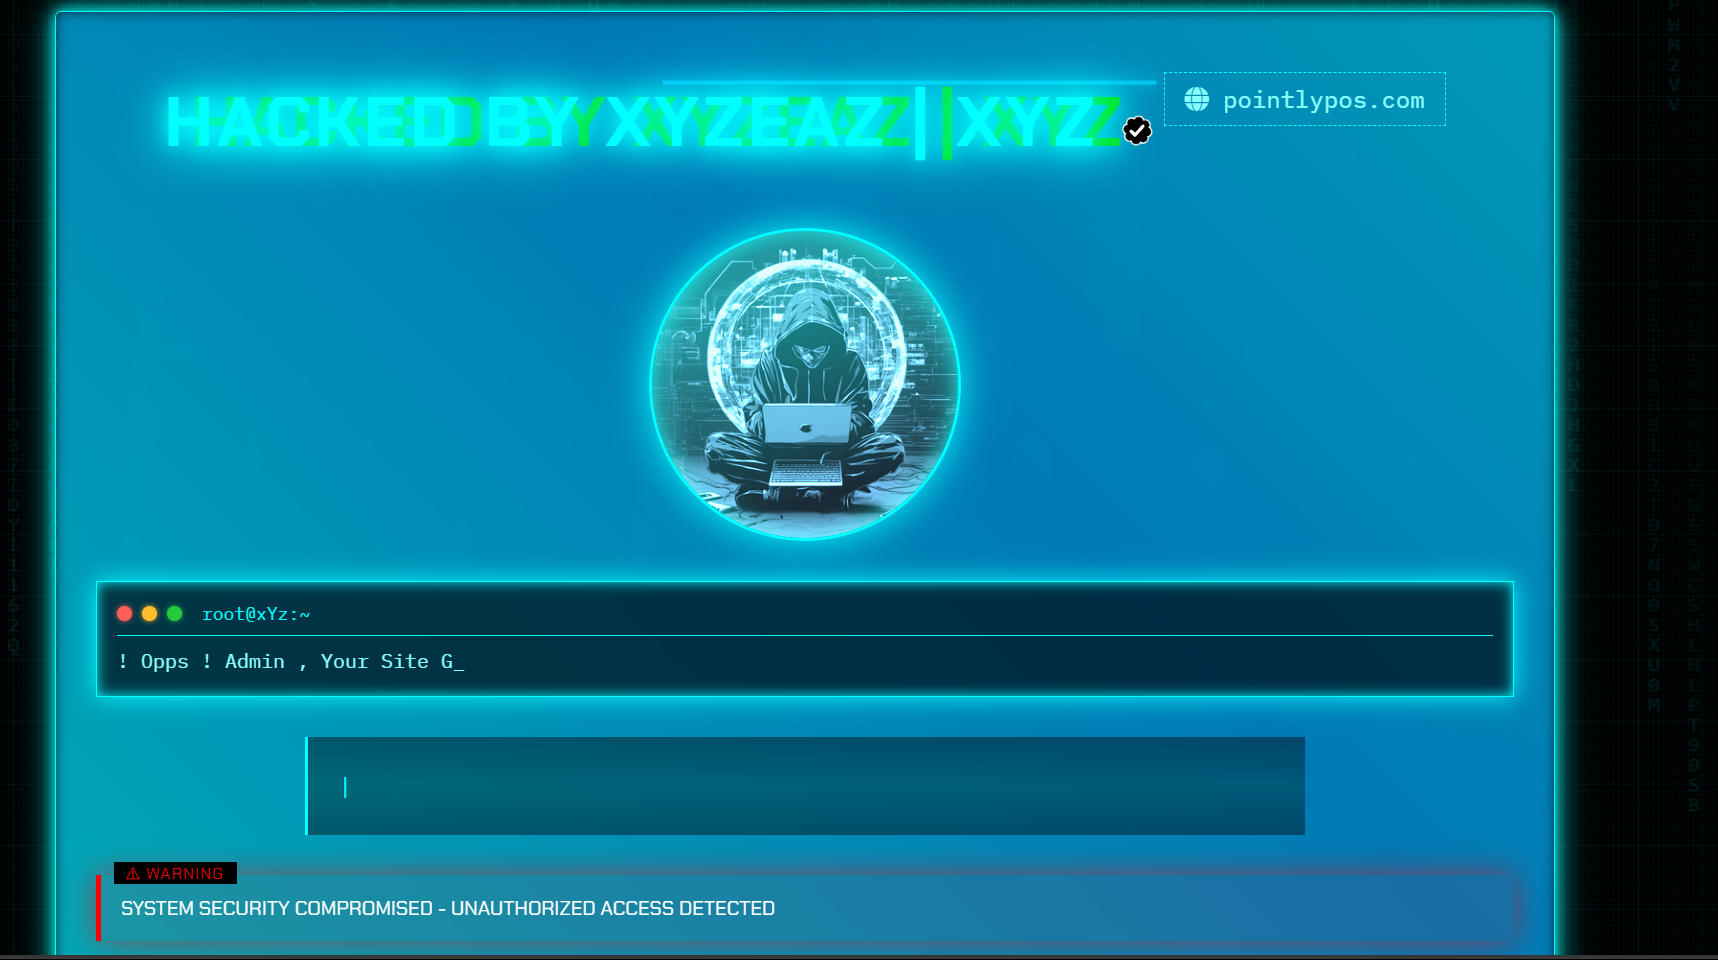 HACKED BY XYZEAZ||XYZ
pointlypos.com
root@xYz:~
! Opps ! Admin , Your Site G_
|
⚠ WARNING
SYSTEM SECURITY COMPROMISED - UNAUTHORIZED ACCESS DETECTED